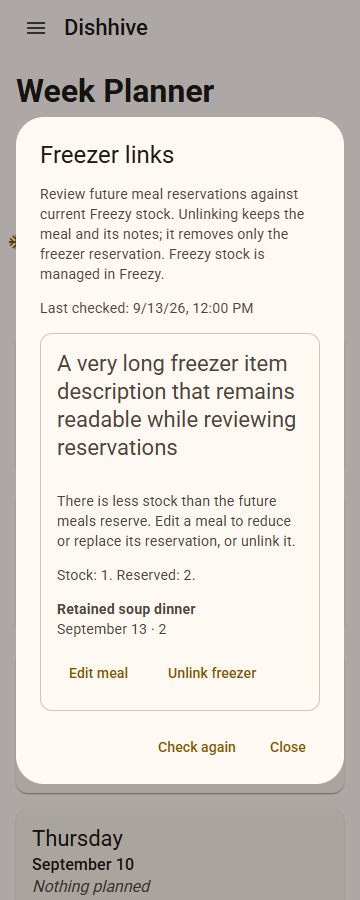 Dishhive
Week Planner
Freezer links
Review future meal reservations against
current Freezy stock. Unlinking keeps the
meal and its notes; it removes only the
freezer reservation. Freezy stock is
managed in Freezy.
Last checked: 9/13/26, 12:00 PM
A very long freezer item
description that remains
readable while reviewing
reservations
There is less stock than the future
meals reserve. Edit a meal to reduce
or replace its reservation, or unlink it.
Stock: 1. Reserved: 2.
Retained soup dinner
September 13 · 2
Edit meal Unlink freezer
Check again Close
Thursday
September 10
Nothing planned